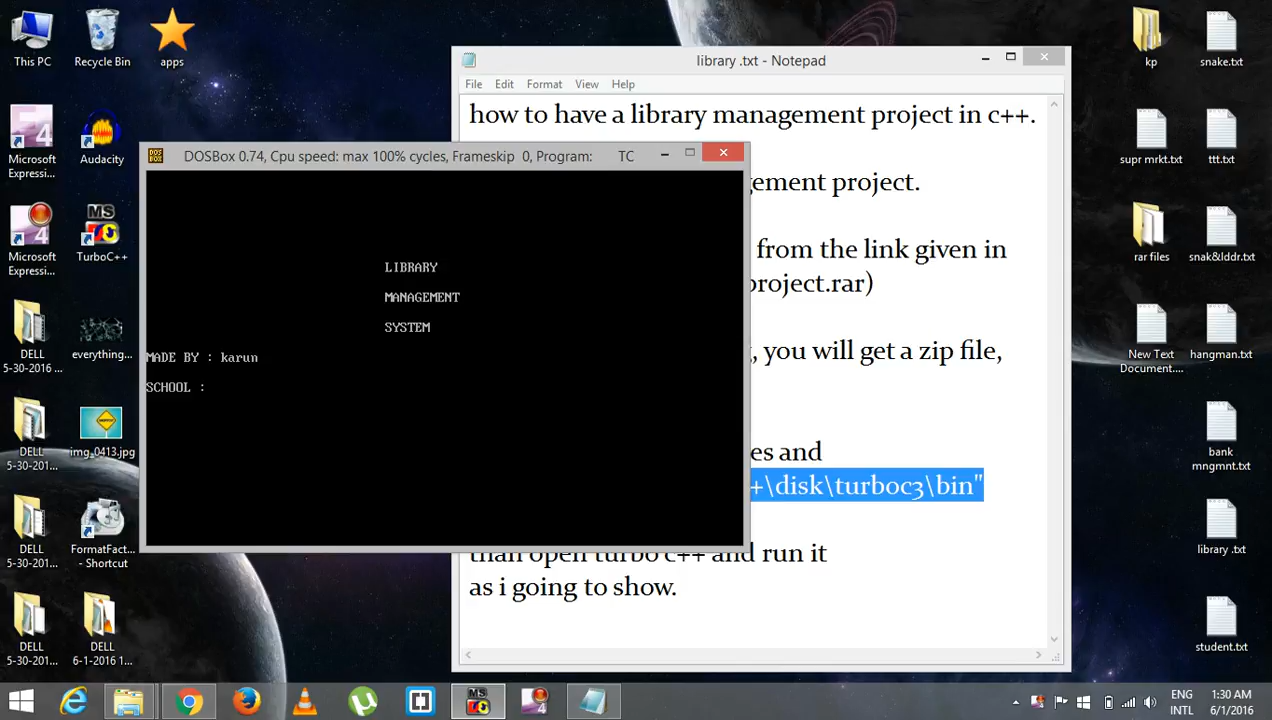 This PC
Recycle Bin
apps
Microsoft
Expressi...
Audacity
Microsoft
Expressi...
TurboC++
DELL
5-30-2016 ...
everything...
DELL
5-30-201...
img_0413.jpg
DELL
5-30-201...
FormatFact...
- Shortcut
DELL
5-30-201...
DELL
6-1-2016 1...
library .txt - Notepad
File Edit Format View Help
how to have a library management project in c++.
ement project.
from the link given in
project.rar)
, you will get a zip file,
es and
+\disk\turboc3\bin"
than open turbo c++ and run it
as i going to show.
DOSBox 0.74, Cpu speed: max 100% cycles, Frameskip 0, Program: TC
LIBRARY
MANAGEMENT
SYSTEM
MADE BY : karun
SCHOOL :
kp
snake.txt
supr mrkt.txt
ttt.txt
rar files
snak&lddr.txt
New Text
Document....
hangman.txt
bank
mngmnt.txt
library .txt
student.txt
ENG
INTL
1:30 AM
6/1/2016